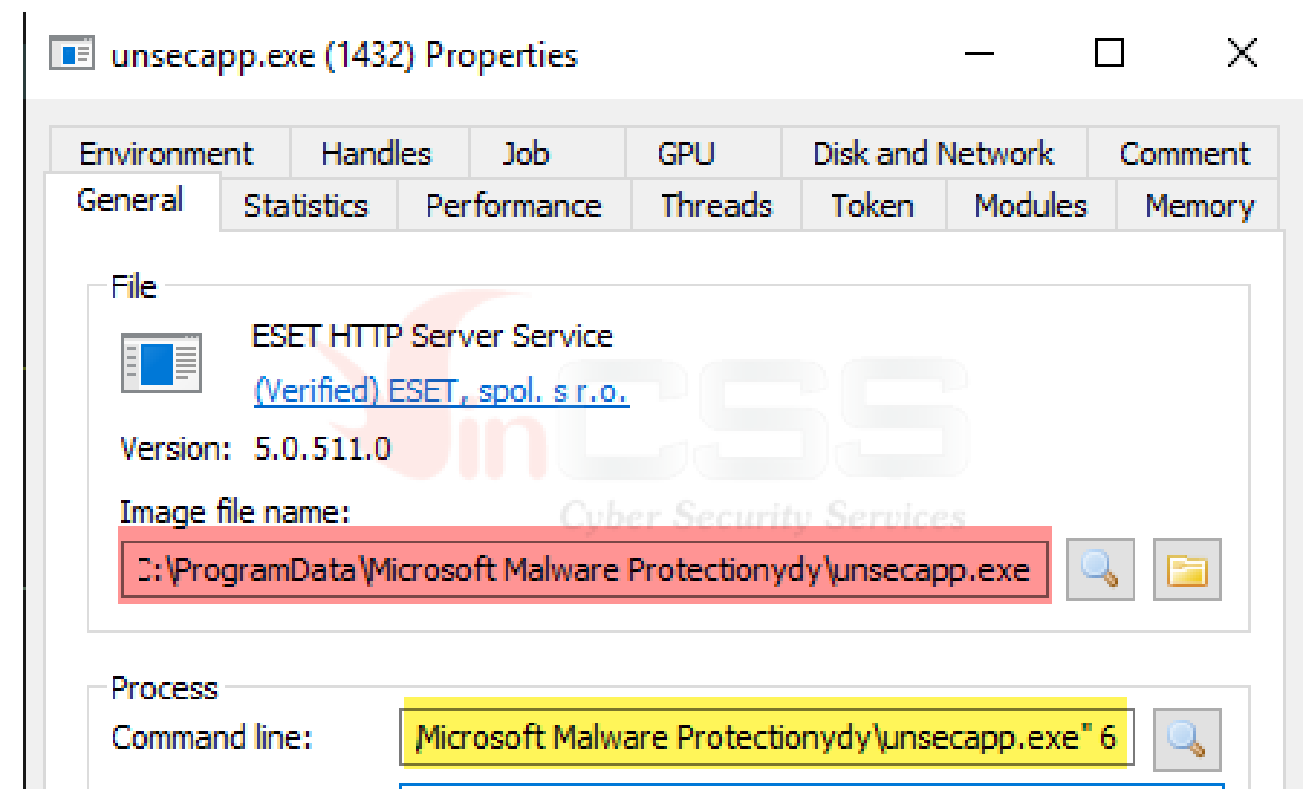 unsecapp.exe (1432) Properties
Environment Handles Job GPU Disk and Network Comment
General Statistics Performance Threads Token Modules Memory
File
ESET HTTP Server Service
(Verified) ESET, spol. s r.o.
Version: 5.0.511.0
inCSS
Image file name:
Cyber Security Services
C:\ProgramData\Microsoft Malware Protectionydy\unsecapp.exe
Process
Command line: Microsoft Malware Protectionydy\unsecapp.exe" 6